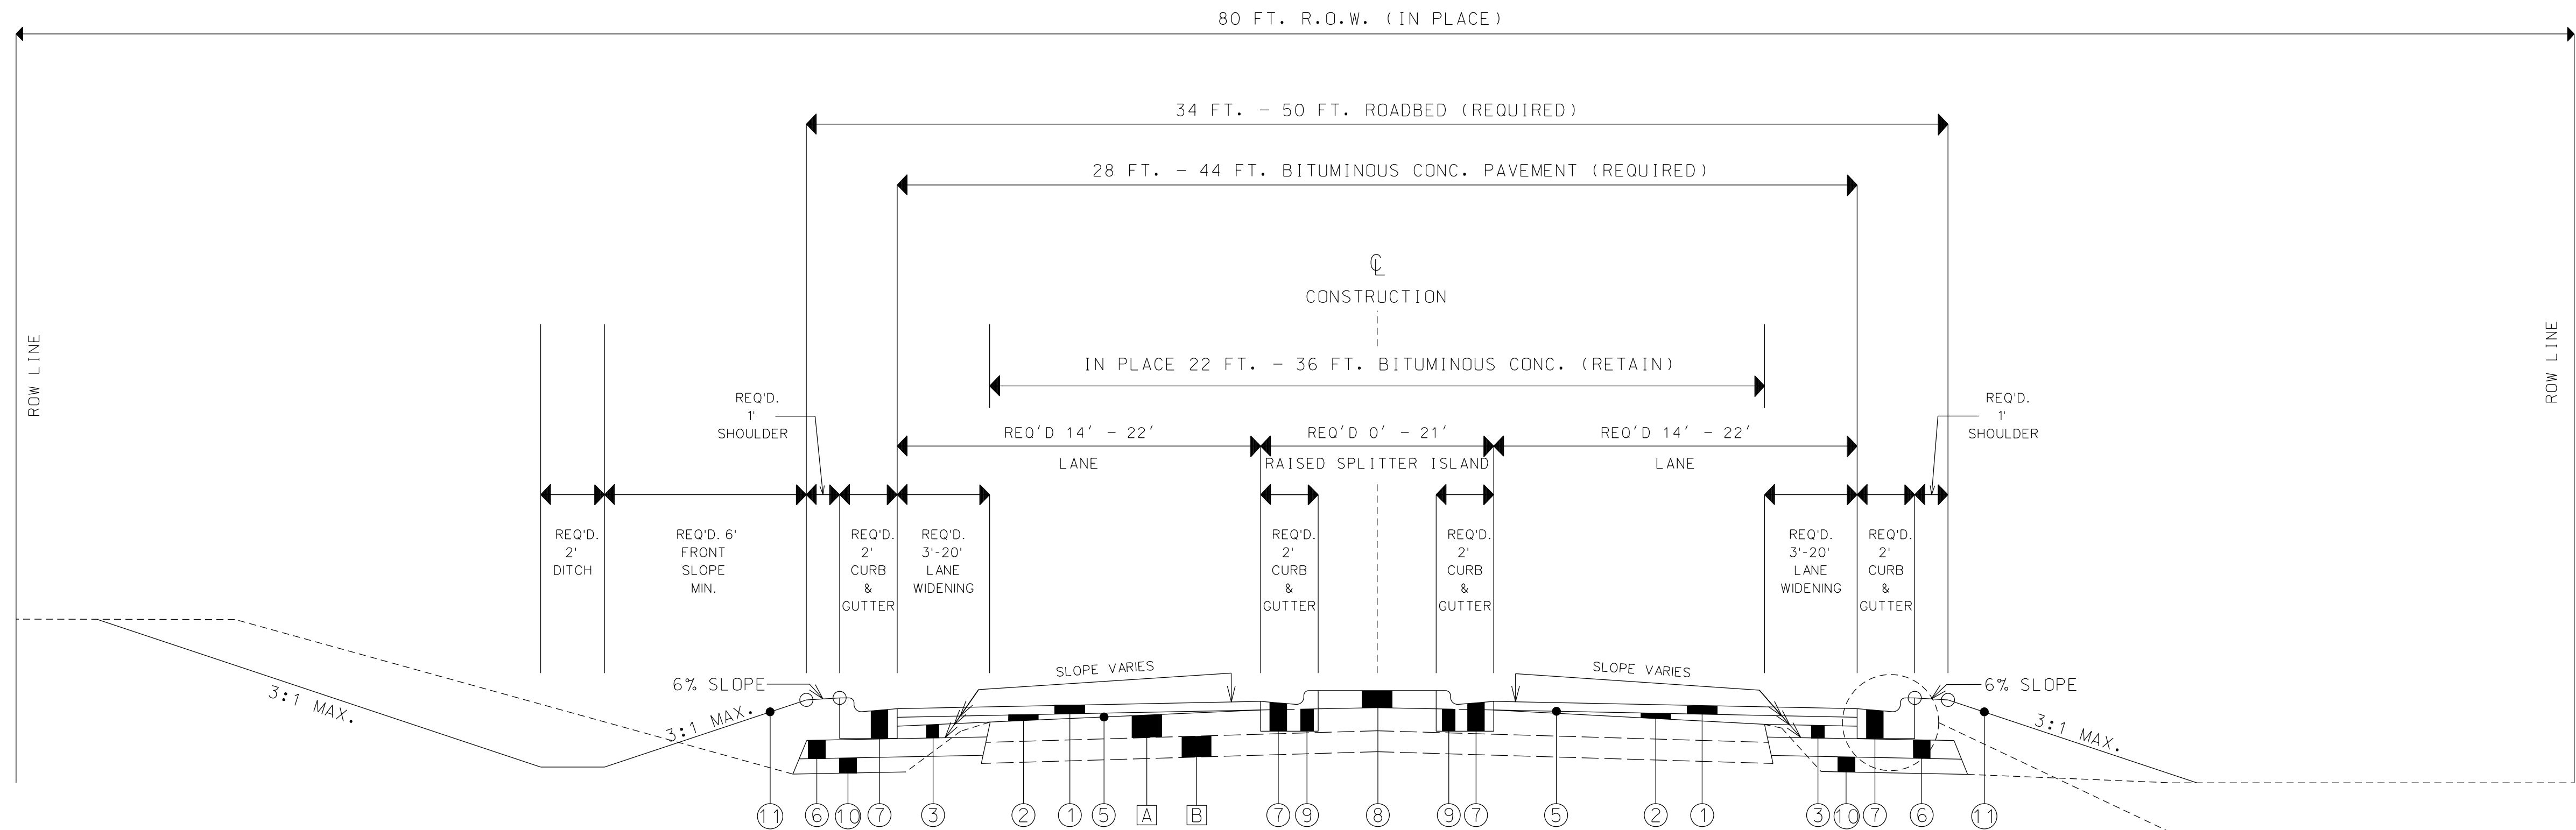 80 FT. R.O.W. (IN PLACE)
34 FT. - 50 FT. ROADBED (REQUIRED)
28 FT. - 44 FT. BITUMINOUS CONC. PAVEMENT (REQUIRED)
℄
CONSTRUCTION
IN PLACE 22 FT. - 36 FT. BITUMINOUS CONC. (RETAIN)
ROW LINE
ROW LINE
REQ'D.
1'
SHOULDER
REQ'D 14' - 22'
LANE
REQ'D 0' - 21'
RAISED SPLITTER ISLAND
REQ'D 14' - 22'
LANE
REQ'D.
1'
SHOULDER
REQ'D.
2'
DITCH
REQ'D. 6'
FRONT
SLOPE
MIN.
REQ'D.
2'
CURB
&
GUTTER
REQ'D.
3'-20'
LANE
WIDENING
REQ'D.
2'
CURB
&
GUTTER
REQ'D.
2'
CURB
&
GUTTER
REQ'D.
3'-20'
LANE
WIDENING
REQ'D.
2'
CURB
&
GUTTER
3:1 MAX.
3:1 MAX.
6% SLOPE
SLOPE VARIES
SLOPE VARIES
6% SLOPE
3:1 MAX.
11 6 10 7 3 2 1 5 A B 7 9 8 9 7 5 2 1 3 10 7 6 11